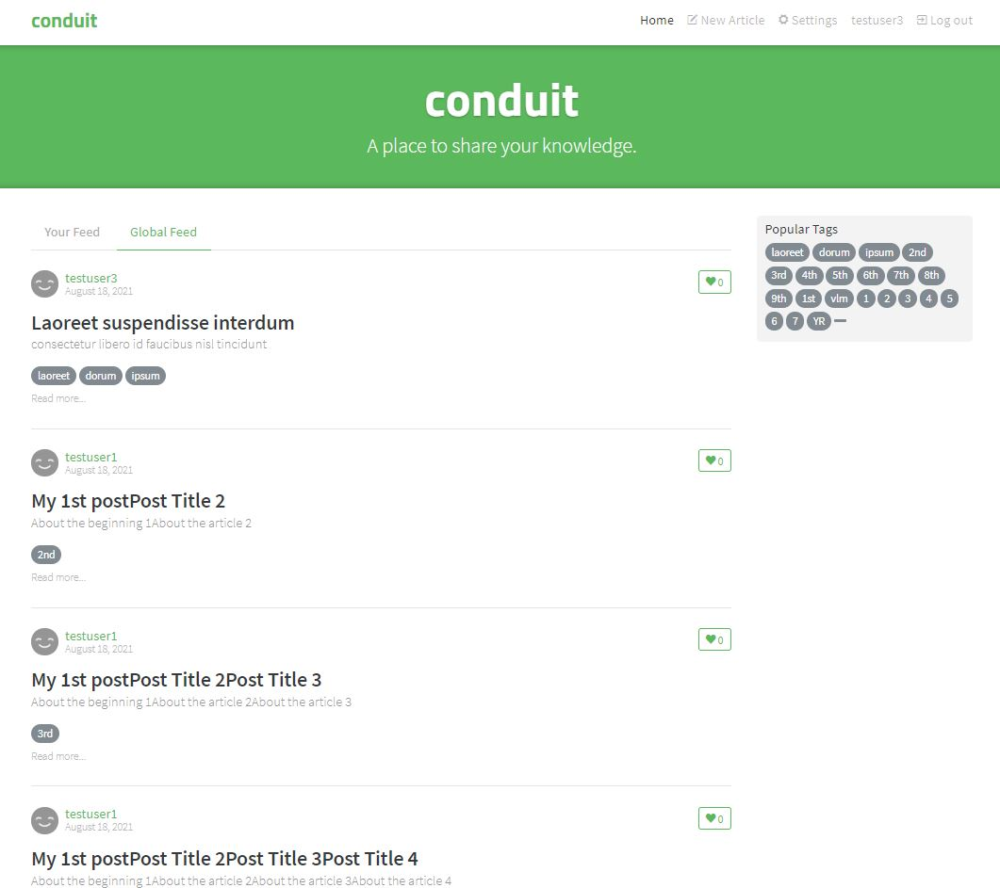 conduit
Home New Article Settings testuser3 Log out
conduit
A place to share your knowledge.
Your Feed Global Feed
testuser3
August 18, 2021
0
Laoreet suspendisse interdum
consectetur libero id faucibus nisl tincidunt
laoreet dorum ipsum
Read more...
testuser1
August 18, 2021
0
My 1st postPost Title 2
About the beginning 1About the article 2
2nd
Read more...
testuser1
August 18, 2021
0
My 1st postPost Title 2Post Title 3
About the beginning 1About the article 2About the article 3
3rd
Read more...
testuser1
August 18, 2021
0
My 1st postPost Title 2Post Title 3Post Title 4
About the beginning 1About the article 2About the article 3About the article 4
Popular Tags
laoreet dorum ipsum 2nd
3rd 4th 5th 6th 7th 8th
9th 1st vlm 1 2 3 4 5
6 7 YR